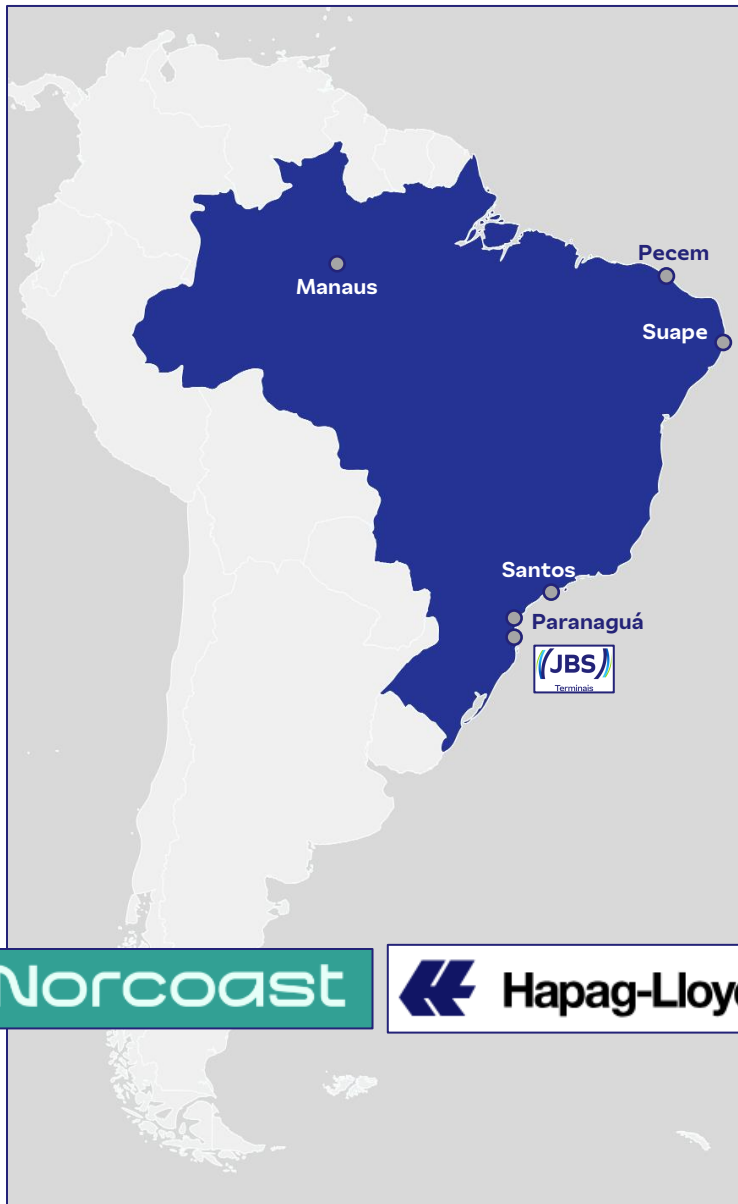 Pecem
Manaus
Suape
Santos
Paranaguá
(JBS)
Terminais
Norcoast
Hapag-Lloyd